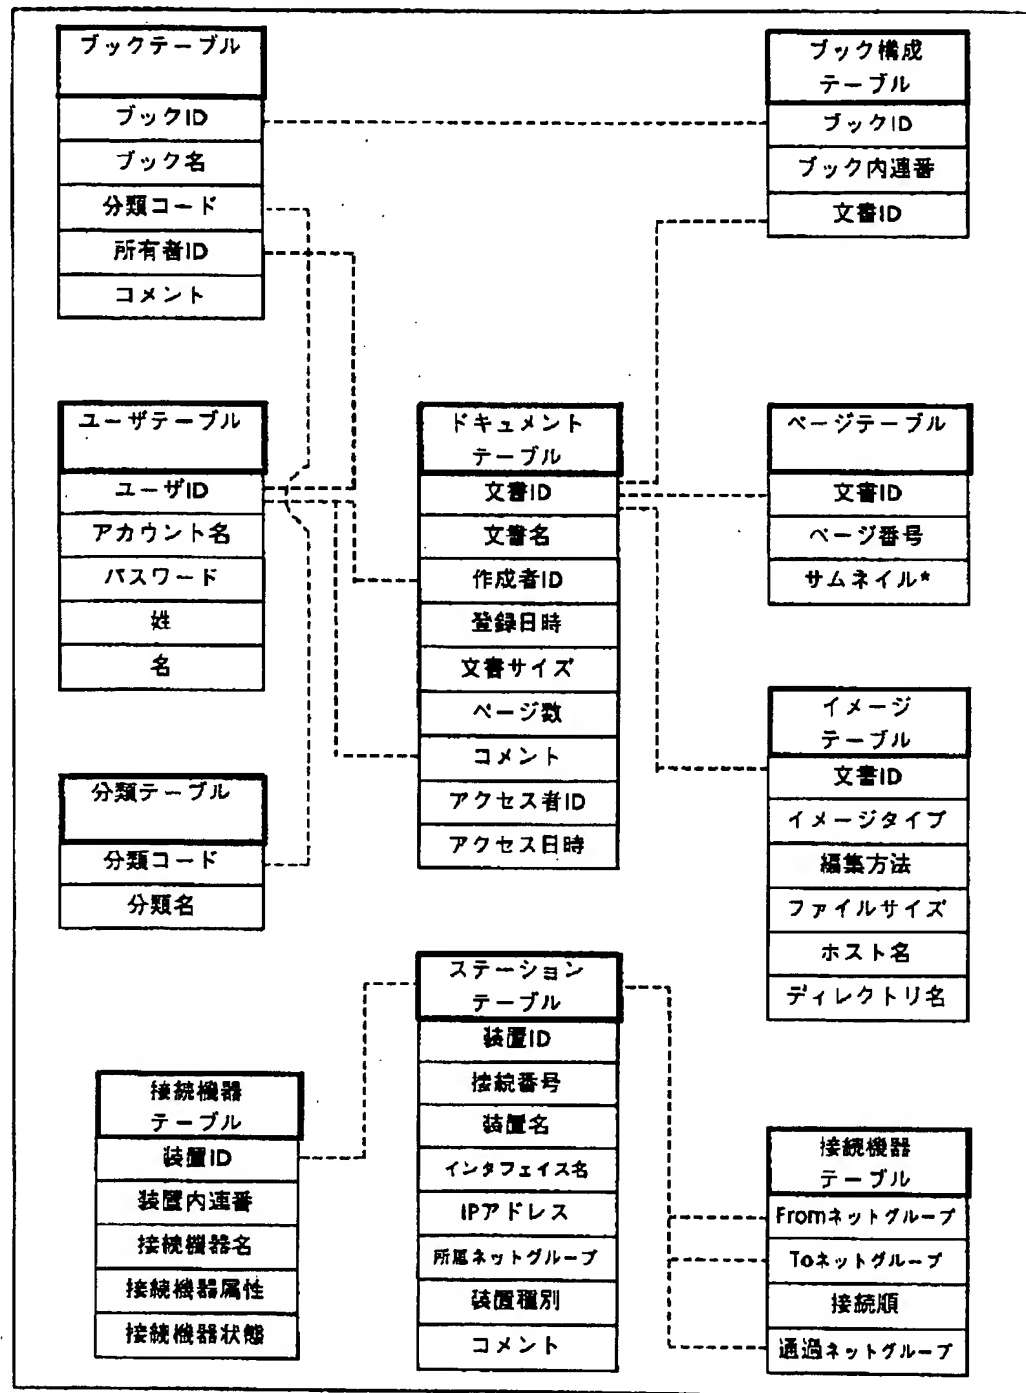 ブックテーブル
ブックID
ブック名
分類コード
所有者ID
コメント
ブック構成
テーブル
ブックID
ブック内連番
文書ID
ユーザテーブル
ユーザID
アカウント名
パスワード
姓
名
ドキュメント
テーブル
文書ID
文書名
作成者ID
登録日時
文書サイズ
ページ数
コメント
アクセス者ID
アクセス日時
ページテーブル
文書ID
ページ番号
サムネイル*
イメージ
テーブル
文書ID
イメージタイプ
編集方法
ファイルサイズ
ホスト名
ディレクトリ名
分類テーブル
分類コード
分類名
ステーション
テーブル
装置ID
接続番号
装置名
インタフェイス名
IPアドレス
所属ネットグループ
装置種別
コメント
接続機器
テーブル
装置ID
装置内連番
接続機器名
接続機器属性
接続機器状態
接続機器
テーブル
Fromネットグループ
Toネットグループ
接続順
通過ネットグループ